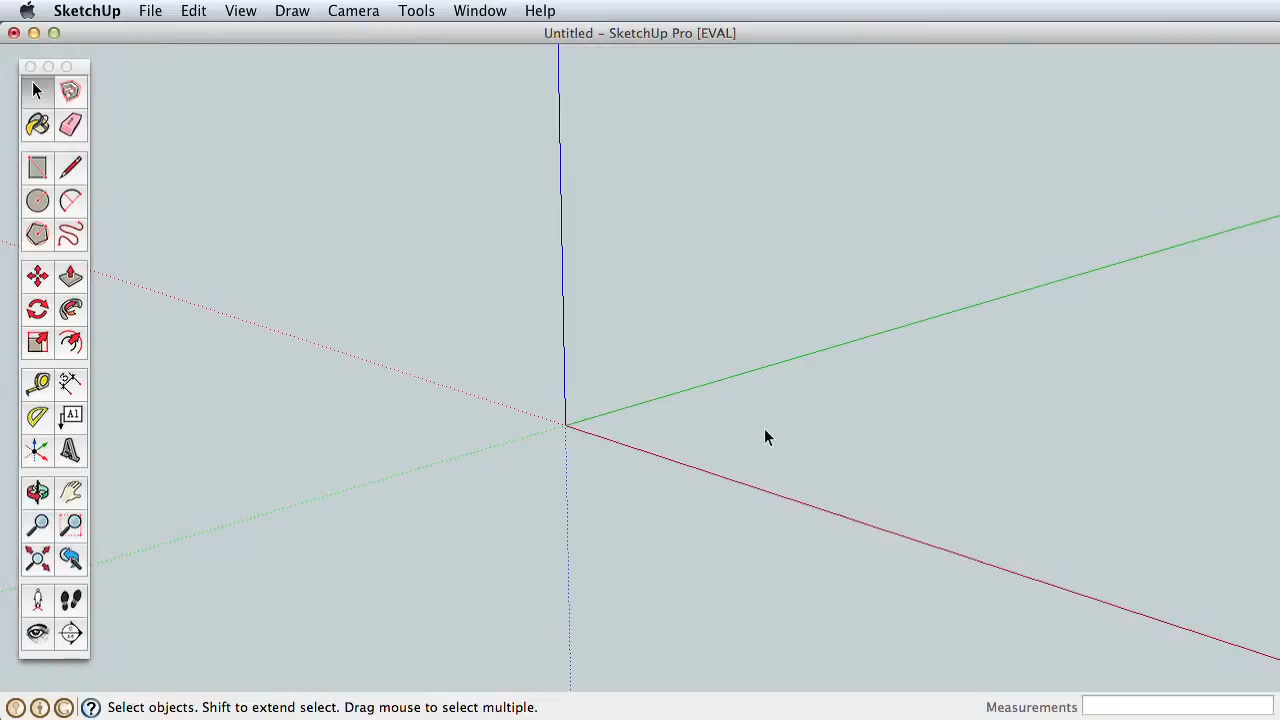 SketchUp File Edit View Draw Camera Tools Window Help
Untitled – SketchUp Pro [EVAL]
A1
? Select objects. Shift to extend select. Drag mouse to select multiple. Measurements